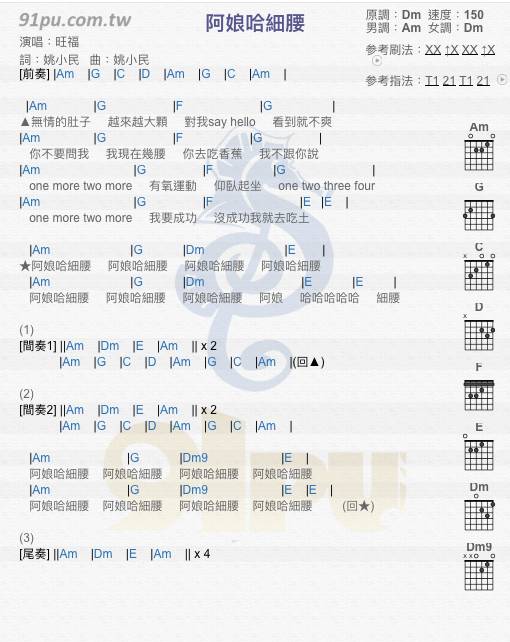 91pu.com.tw
阿娘哈細腰
原調：Dm 速度：150
男調：Am 女調：Dm
演唱：旺福
詞：姚小民 曲：姚小民
參考刷法：XX ↑X XX ↑X
參考指法：T1 21 T1 21
[前奏] |Am |G |C |D |Am |G |C |Am |
|Am |G |F |G |
▲無情的肚子 越來越大顆 對我say hello 看到就不爽
|Am |G |F |G |
你不要問我 我現在幾腰 你去吃香蕉 我不跟你說
|Am |G |F |G |
one more two more 有氧運動 仰臥起坐 one two three four
|Am |G |F |E |E |
one more two more 我要成功 沒成功我就去吃土
|Am |G |Dm |E |
★阿娘哈細腰 阿娘哈細腰 阿娘哈細腰 阿娘哈細腰
|Am |G |Dm |E |E |
阿娘哈細腰 阿娘哈細腰 阿娘哈細腰 阿娘 哈哈哈哈哈 細腰
(1)
[間奏1] ||Am |Dm |E |Am || x 2
|Am |G |C |D |Am |G |C |Am |(回▲)
(2)
[間奏2] ||Am |Dm |E |Am || x 2
|Am |G |C |D |Am |G |C |Am |
|Am |G |Dm9 |E |
阿娘哈細腰 阿娘哈細腰 阿娘哈細腰 阿娘哈細腰
|Am |G |Dm9 |E |E |
阿娘哈細腰 阿娘哈細腰 阿娘哈細腰 阿娘哈細腰 (回★)
(3)
[尾奏] ||Am |Dm |E |Am || x 4
Am
G
C
D
F
E
Dm
Dm9
91pu